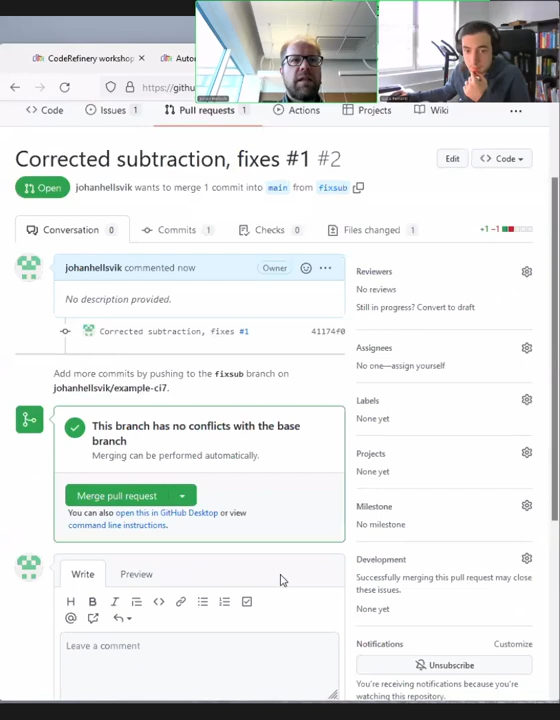 CodeRefinery workshop
https://githu
Code
Issues 1
Pull requests 1
Actions
Projects
Wiki
Corrected subtraction, fixes #1 #2
Edit
Code
Open
johanhellsvik wants to merge 1 commit into main from fixsub
Conversation 0
Commits 1
Checks 0
Files changed 1
+1 −1
johanhellsvik commented now
Owner
No description provided.
Corrected subtraction, fixes #1
41174f0
Add more commits by pushing to the fixsub branch on
johanhellsvik/example-ci7.
This branch has no conflicts with the base
branch
Merging can be performed automatically.
Merge pull request
You can also open this in GitHub Desktop or view
command line instructions.
Write
Preview
H B I
@
Leave a comment
Reviewers
No reviews
Still in progress? Convert to draft
Assignees
No one—assign yourself
Labels
None yet
Projects
None yet
Milestone
No milestone
Development
Successfully merging this pull request may close
these issues.
None yet
Notifications
Customize
Unsubscribe
You're receiving notifications because you're
watching this repository.